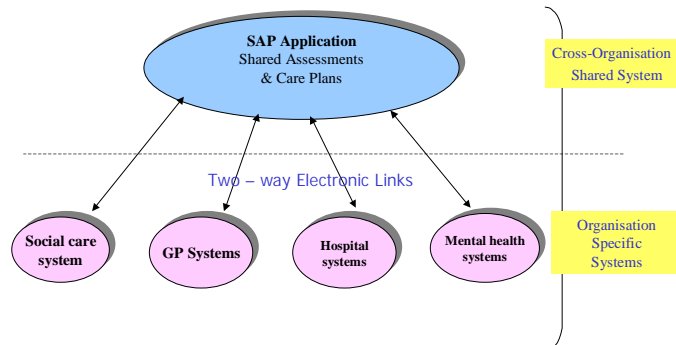 SAP Application
Shared Assessments
& Care Plans
Cross-Organisation
Shared System
Two – way Electronic Links
Social care
system
GP Systems
Hospital
systems
Mental health
systems
Organisation
Specific
Systems